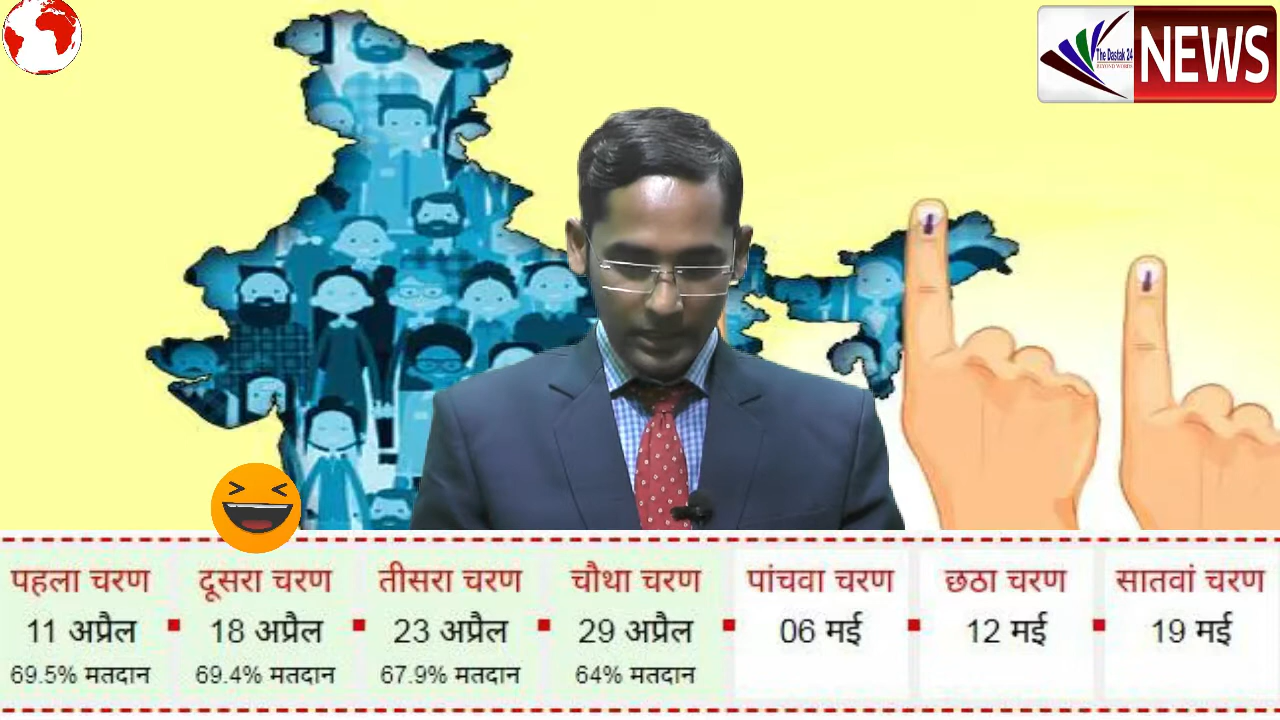 The Dastak 24
BEYOND WORDS
NEWS
पहला चरण
11 अप्रैल
69.5% मतदान
दूसरा चरण
18 अप्रैल
69.4% मतदान
तीसरा चरण
23 अप्रैल
67.9% मतदान
चौथा चरण
29 अप्रैल
64% मतदान
पांचवा चरण
06 मई
छठा चरण
12 मई
सातवां चरण
19 मई